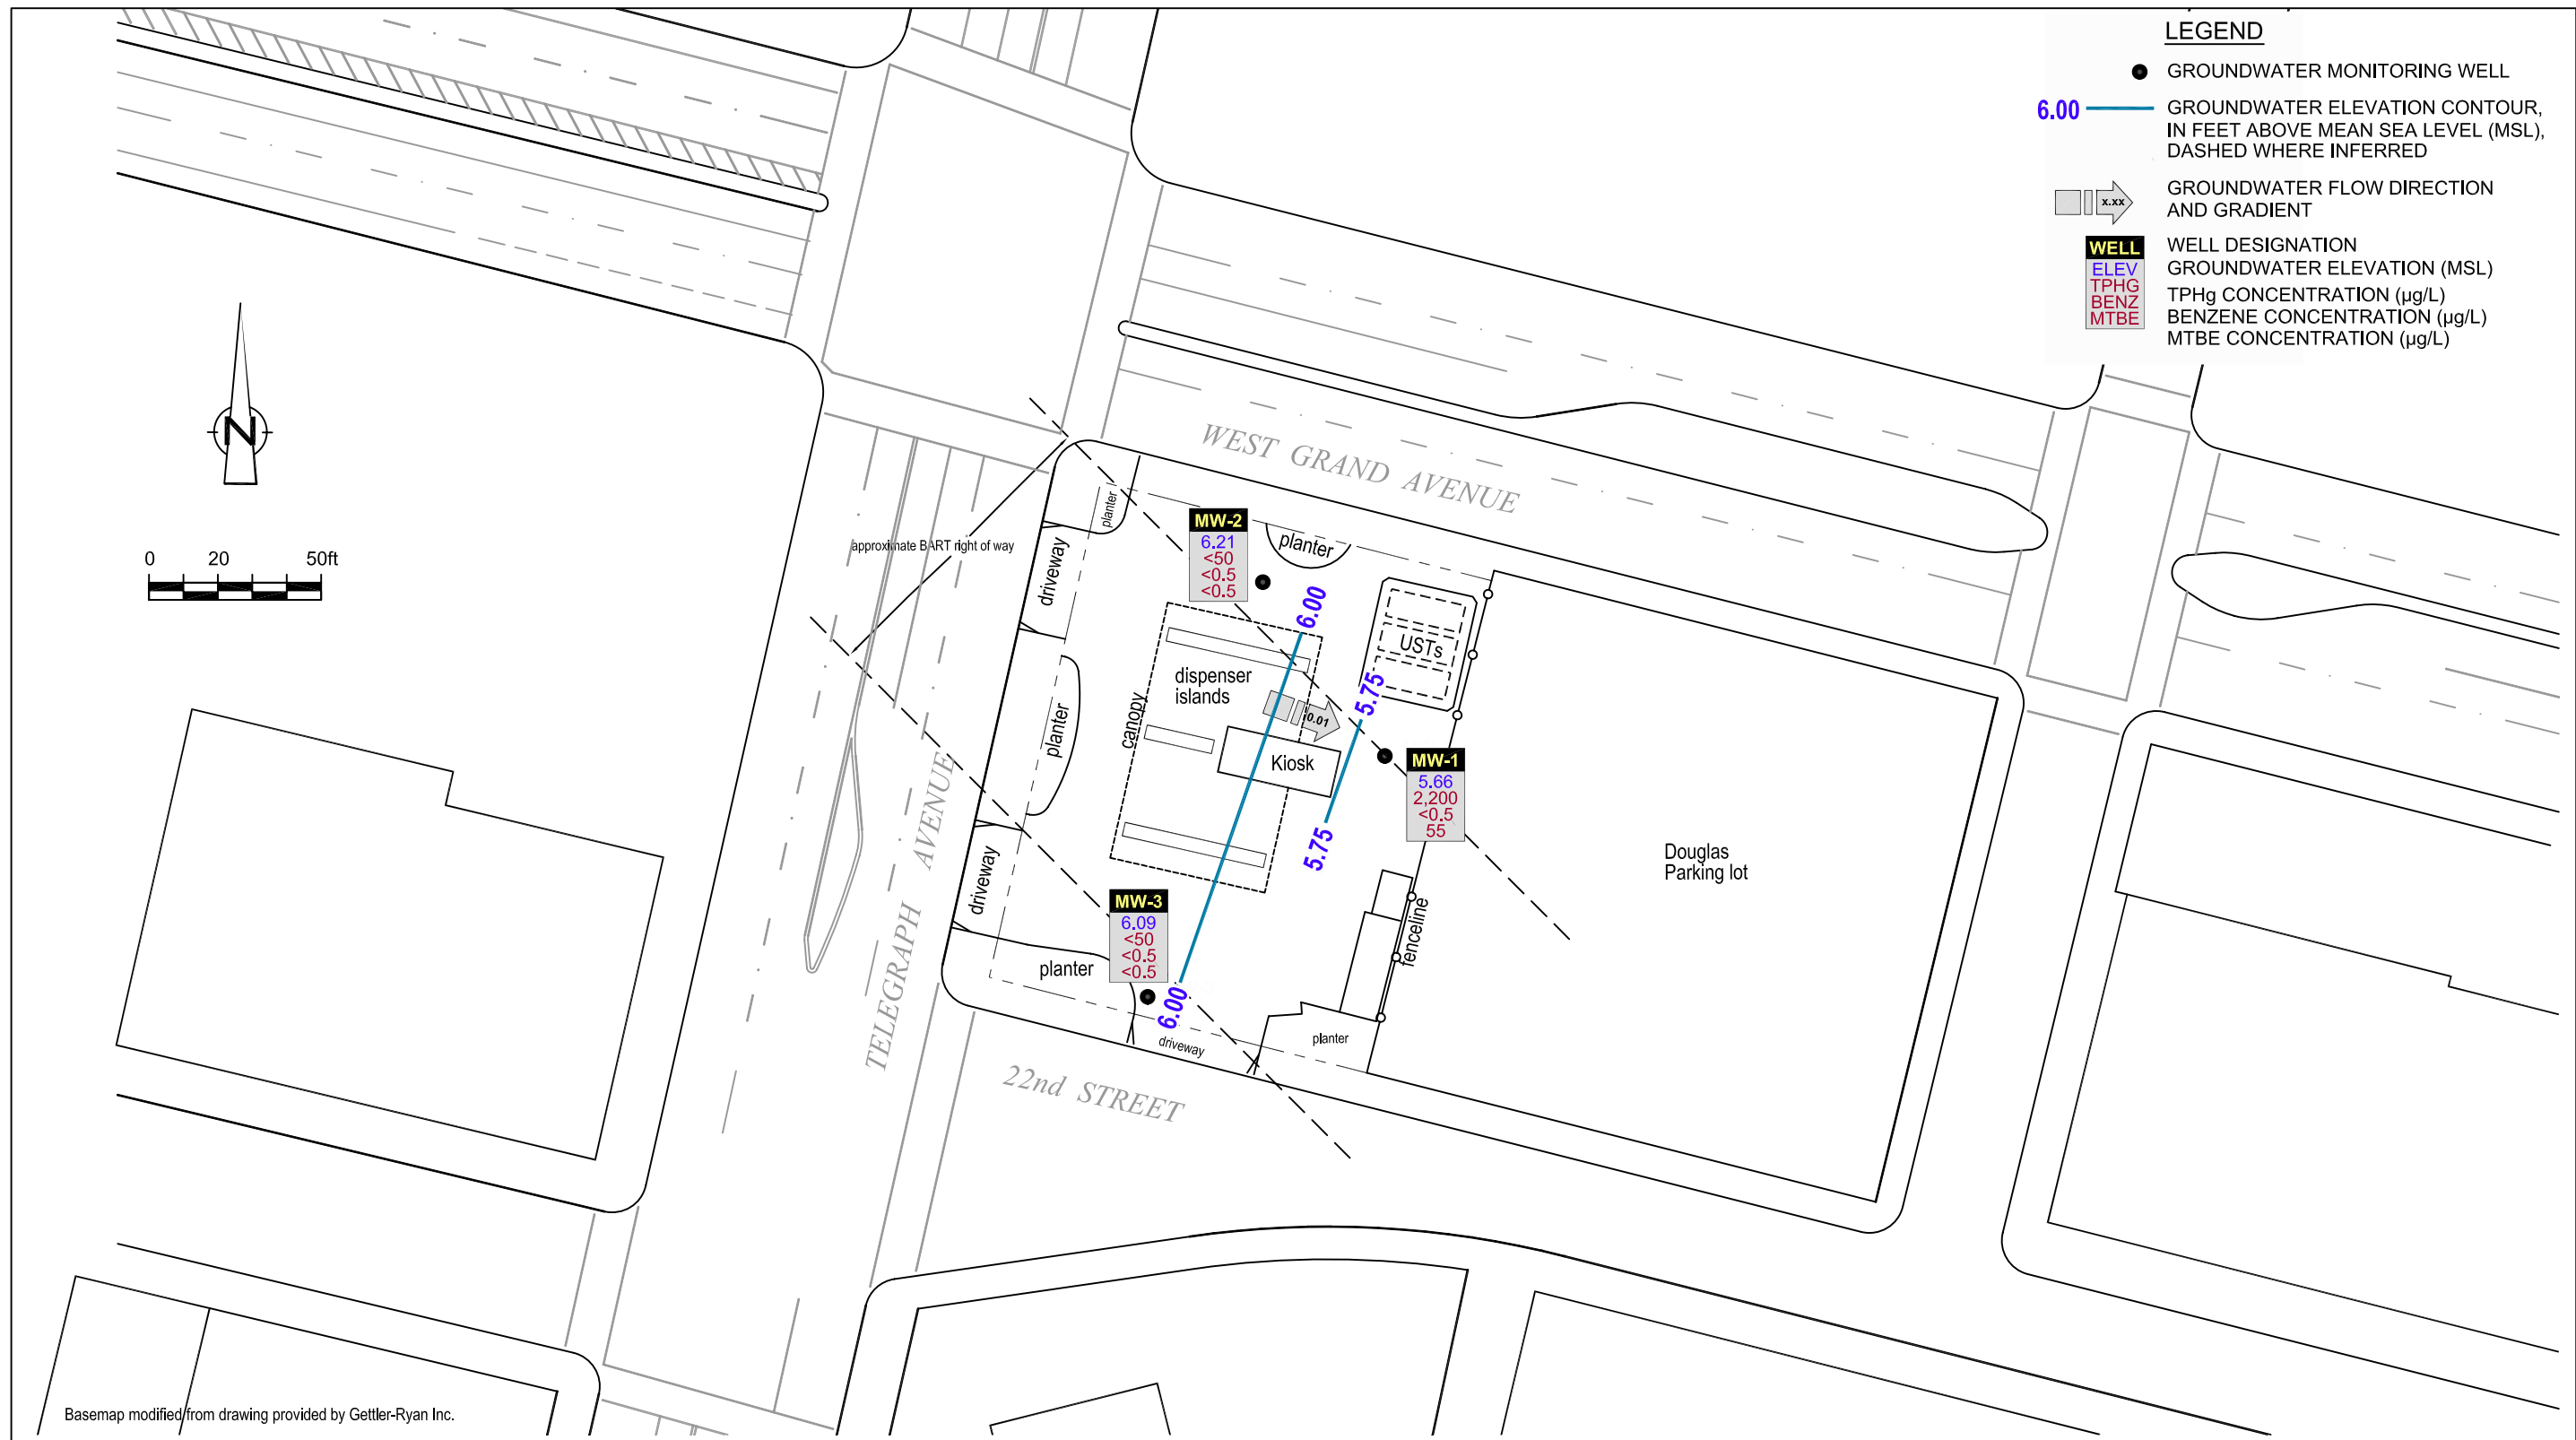 LEGEND
GROUNDWATER MONITORING WELL
6.00
GROUNDWATER ELEVATION CONTOUR,
IN FEET ABOVE MEAN SEA LEVEL (MSL),
DASHED WHERE INFERRED
x.xx
GROUNDWATER FLOW DIRECTION
AND GRADIENT
WELL
ELEV
TPHG
BENZ
MTBE
WELL DESIGNATION
GROUNDWATER ELEVATION (MSL)
TPHg CONCENTRATION (µg/L)
BENZENE CONCENTRATION (µg/L)
MTBE CONCENTRATION (µg/L)
N
0 20 50ft
WEST GRAND AVENUE
planter
approximate BART right of way
driveway
MW-2
6.21
<50
<0.5
<0.5
planter
6.00
USTs
dispenser
islands
canopy
planter
0.01
5.75
Kiosk
MW-1
5.66
2,200
<0.5
55
5.75
TELEGRAPH AVENUE
driveway
Douglas
Parking lot
MW-3
6.09
<50
<0.5
<0.5
fenceline
planter
6.00
driveway
planter
22nd STREET
Basemap modified from drawing provided by Gettler-Ryan Inc.